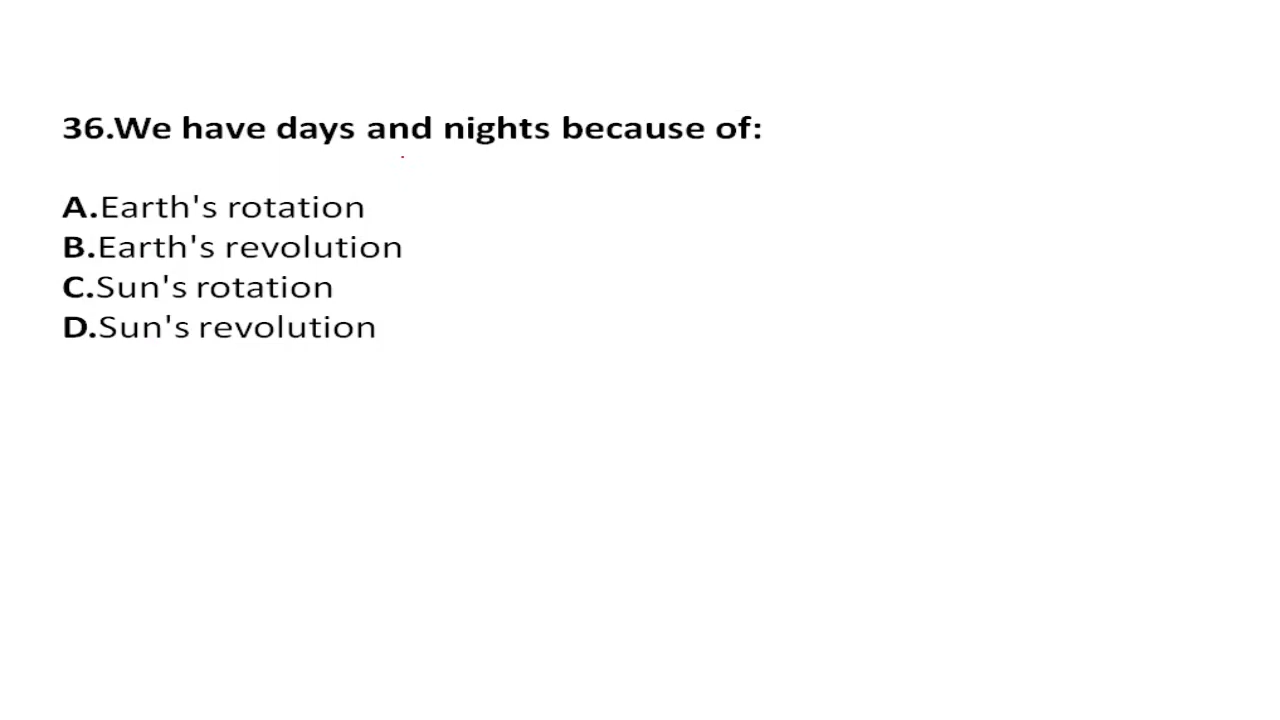 36.We have days and nights because of:
A.Earth's rotation
B.Earth's revolution
C.Sun's rotation
D.Sun's revolution